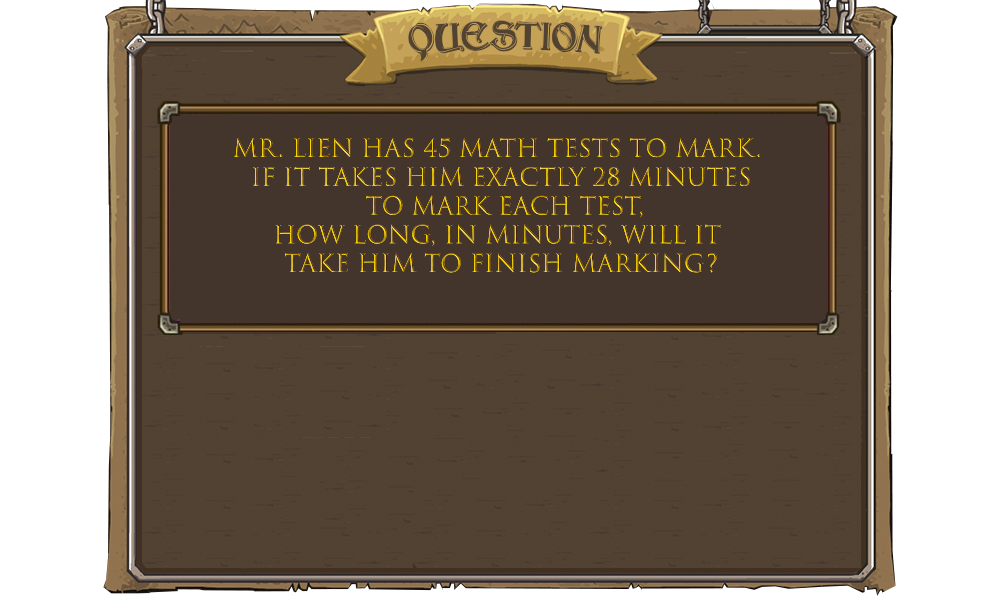 QUESTION
MR. LIEN HAS 45 MATH TESTS TO MARK.
IF IT TAKES HIM EXACTLY 28 MINUTES
TO MARK EACH TEST,
HOW LONG, IN MINUTES, WILL IT
TAKE HIM TO FINISH MARKING?